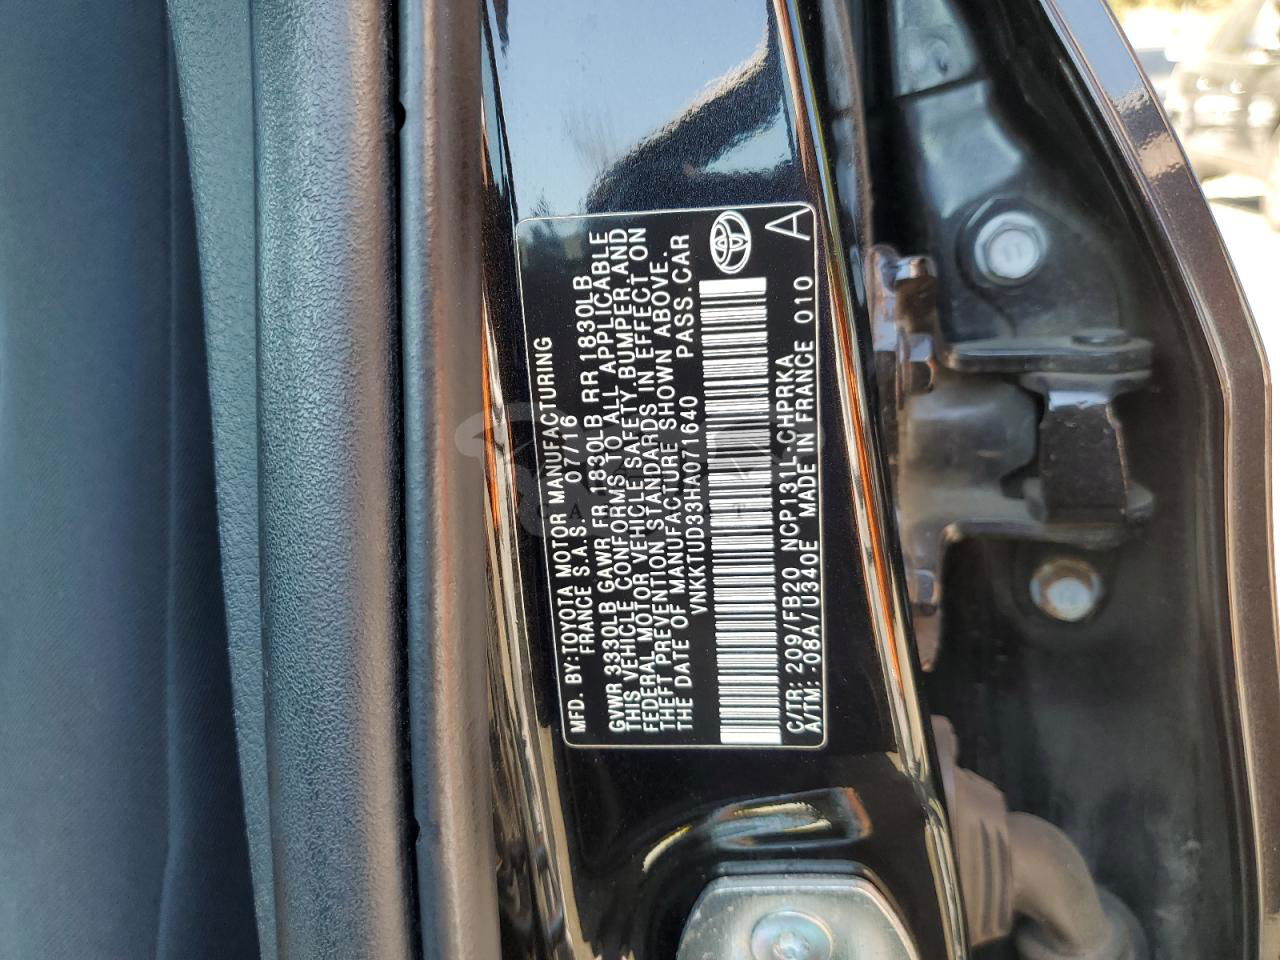 MFD. BY:TOYOTA MOTOR MANUFACTURING
FRANCE S.A.S. 07/16
GVWR 3330LB GAWR FR 1830LB RR 1830LB
THIS VEHICLE CONFORMS TO ALL APPLICABLE
FEDERAL MOTOR VEHICLE SAFETY,BUMPER,AND
THEFT PREVENTION STANDARDS IN EFFECT ON
THE DATE OF MANUFACTURE SHOWN ABOVE.
VNKKTUD33HA071640 PASS.CAR
C/TR: 209/FB20 NCP131L-CHPRKA
A/TM: -08A/U340E MADE IN FRANCE 010
A